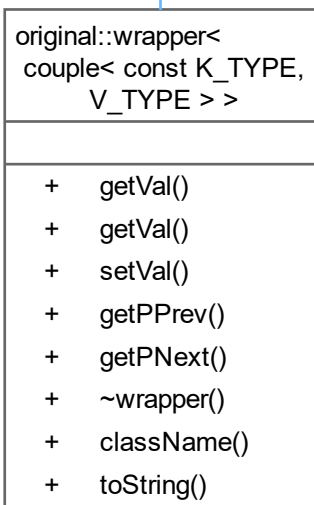 original::wrapper<
couple< const K_TYPE,
V_TYPE > >
+ getVal()
+ getVal()
+ setVal()
+ getPPrev()
+ getPNext()
+ ~wrapper()
+ className()
+ toString()